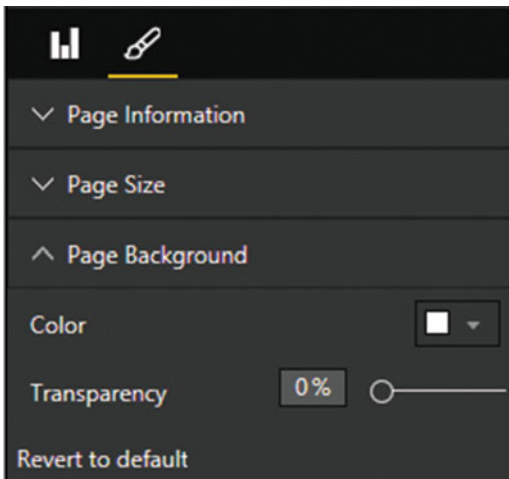 Page Information
Page Size
Page Background
Color
Transparency 0%
Revert to default